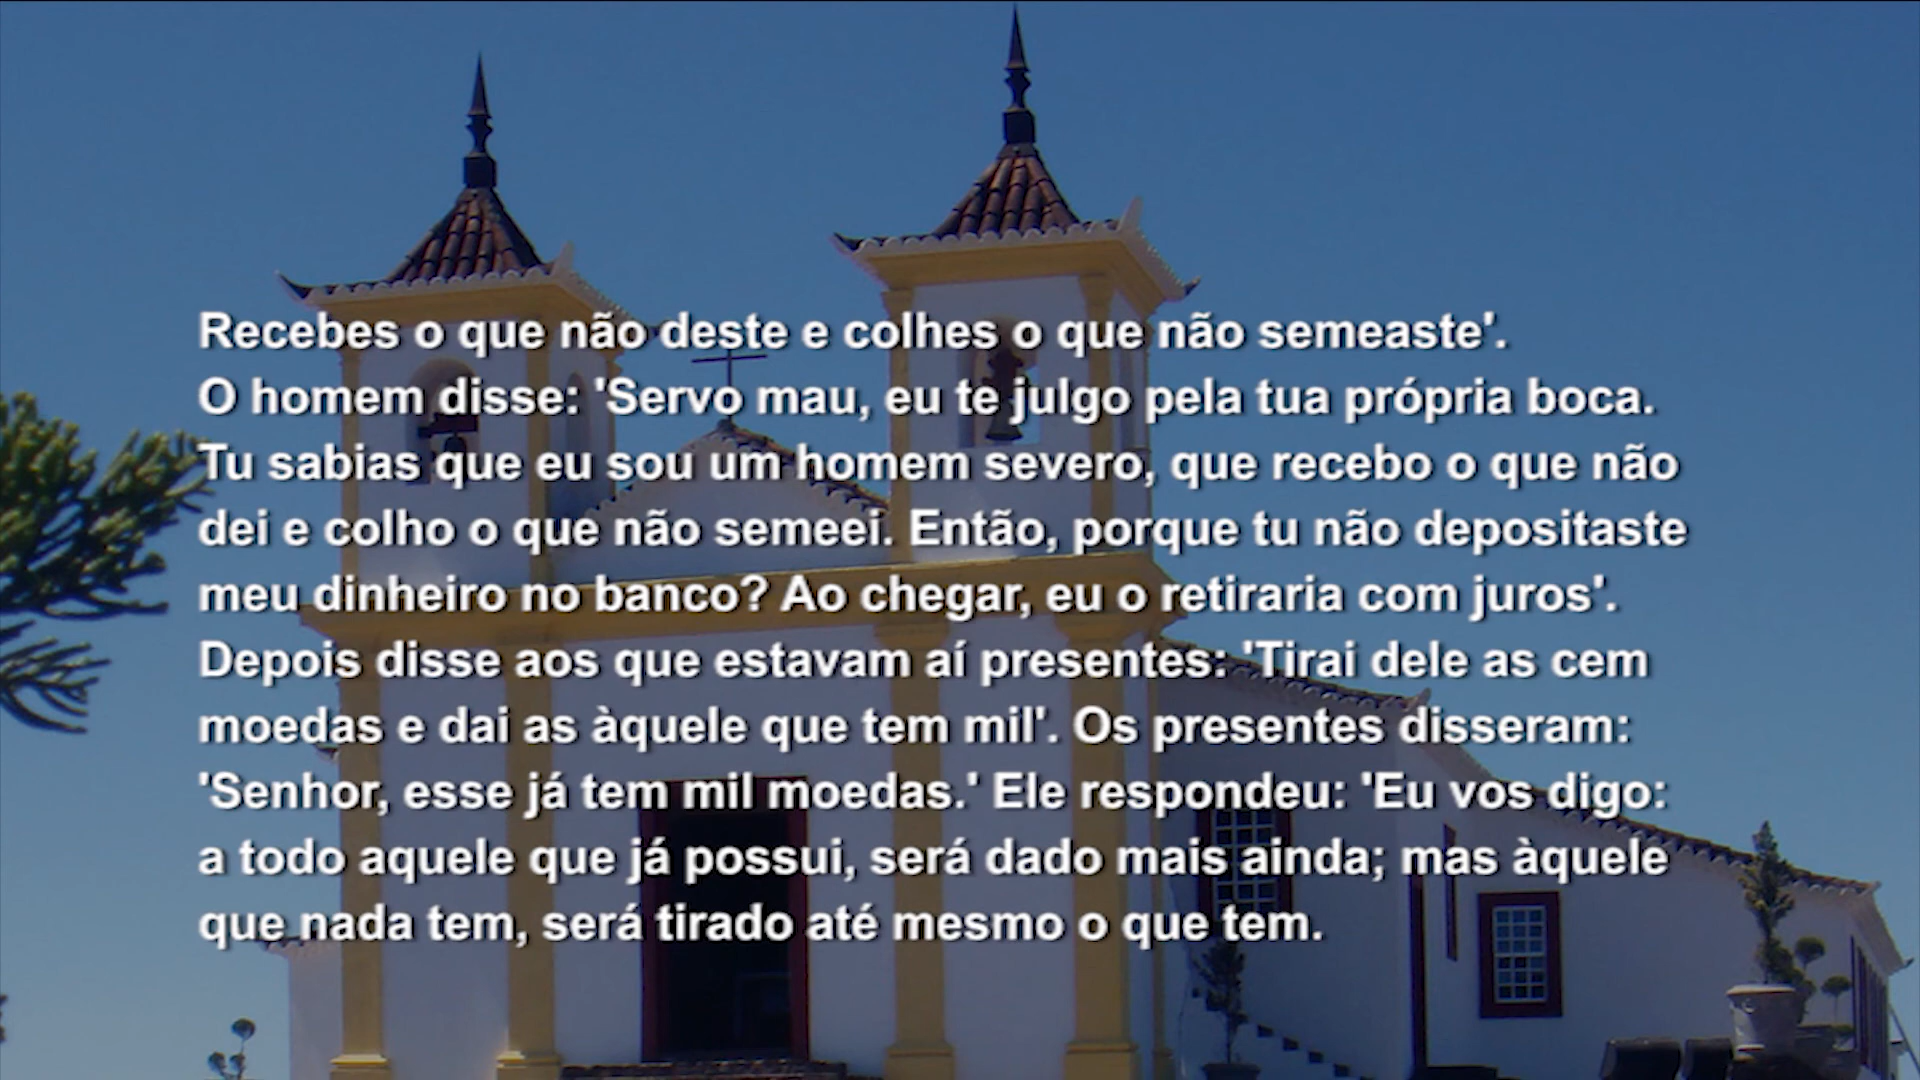 Recebes o que não deste e colhes o que não semeaste'.
O homem disse: 'Servo mau, eu te julgo pela tua própria boca.
Tu sabias que eu sou um homem severo, que recebo o que não
dei e colho o que não semeei. Então, porque tu não depositaste
meu dinheiro no banco? Ao chegar, eu o retiraria com juros'.
Depois disse aos que estavam aí presentes: 'Tirai dele as cem
moedas e dai as àquele que tem mil'. Os presentes disseram:
'Senhor, esse já tem mil moedas.' Ele respondeu: 'Eu vos digo:
a todo aquele que já possui, será dado mais ainda; mas àquele
que nada tem, será tirado até mesmo o que tem.